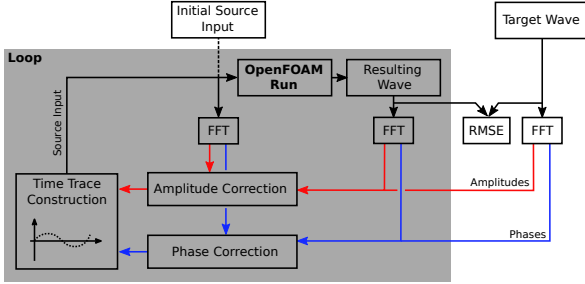 Initial Source
Input
Target Wave
Loop
OpenFOAM
Run
Resulting
Wave
Source Input
FFT
FFT
RMSE
FFT
Time Trace
Construction
Amplitude Correction
Amplitudes
Phase Correction
Phases